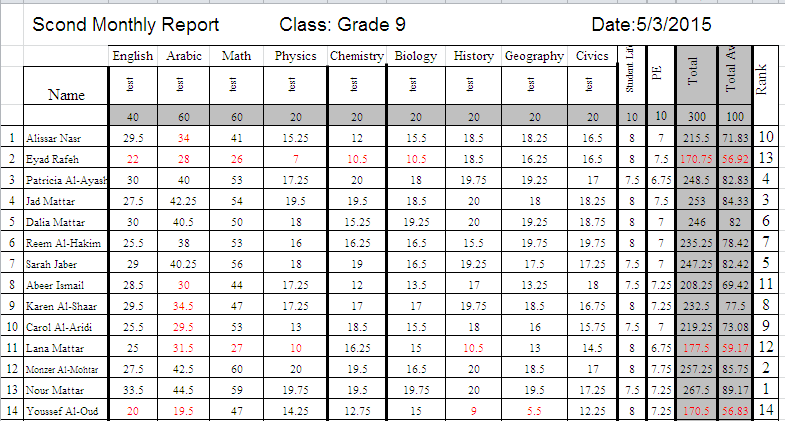 Scond Monthly Report Class: Grade 9 Date:5/3/2015
English Arabic Math Physics Chemistry Biology History Geography Civics Student Life PE Total Total Av Rank
Name test test test test test test test test test
40 60 60 20 20 20 20 20 20 10 10 300 100
1 Alissar Nasr 29.5 34 41 15.25 12 15.5 18.5 18.25 16.5 8 7 215.5 71.83 10
2 Eyad Rafeh 22 28 26 7 10.5 10.5 18.5 16.25 16.5 8 7.5 170.75 56.92 13
3 Patricia Al-Ayash 30 40 53 17.25 20 18 19.75 19.25 17 7.5 6.75 248.5 82.83 4
4 Jad Mattar 27.5 42.25 54 19.5 19.5 18.5 20 18 18.25 8 7.5 253 84.33 3
5 Dalia Mattar 30 40.5 50 18 15.25 19.25 20 19.25 18.75 8 7 246 82 6
6 Reem Al-Hakim 25.5 38 53 16 16.25 16.5 15.5 19.75 19.75 8 7 235.25 78.42 7
7 Sarah Jaber 29 40.25 56 18 19 16.5 19.25 17.5 17.25 7.5 7 247.25 82.42 5
8 Abeer Ismail 28.5 30 44 17.25 12 13.5 17 13.25 18 7.5 7.25 208.25 69.42 11
9 Karen Al-Shaar 29.5 34.5 47 17.25 17 17 19.75 18.5 16.75 8 7.25 232.5 77.5 8
10 Carol Al-Aridi 25.5 29.5 53 13 18.5 15.5 18 16 15.75 7.5 7 219.25 73.08 9
11 Lana Mattar 25 31.5 27 10 16.25 15 10.5 13 14.5 8 6.75 177.5 59.17 12
12 Monzer Al-Mohtar 27.5 42.5 60 20 19.5 16.5 20 18.5 17 8 7.75 257.25 85.75 2
13 Nour Mattar 33.5 44.5 59 19.75 19.5 19.75 20 19.5 17.25 7.5 7.25 267.5 89.17 1
14 Youssef Al-Oud 20 19.5 47 14.25 12.75 15 9 5.5 12.25 8 7.25 170.5 56.83 14